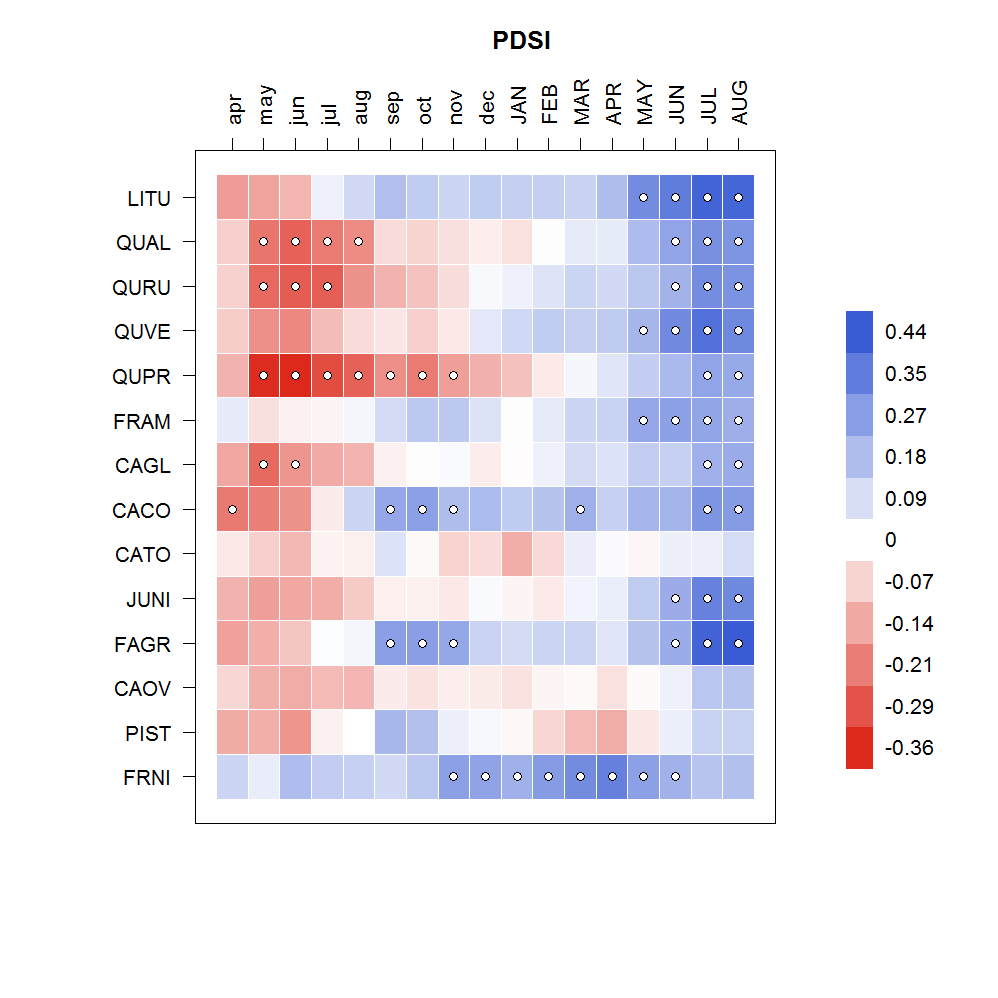 PDSI
apr may jun jul aug sep oct nov dec JAN FEB MAR APR MAY JUN JUL AUG
LITU
QUAL
QURU
QUVE
QUPR
FRAM
CAGL
CACO
CATO
JUNI
FAGR
CAOV
PIST
FRNI
0.44
0.35
0.27
0.18
0.09
0
-0.07
-0.14
-0.21
-0.29
-0.36